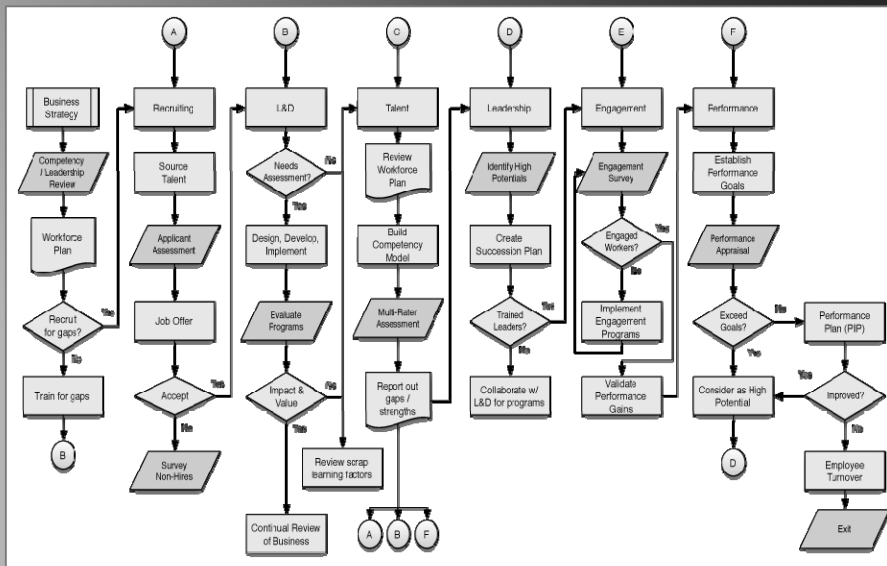 A
B
C
D
E
F
Business
Strategy
Competency
/ Leadership
Review
Workforce
Plan
Recruit
for gaps?
Yes
No
Train for gaps
B
Recruiting
Source
Talent
Applicant
Assessment
Job Offer
Accept
Yes
No
Survey
Non-Hires
L&D
Needs
Assessment?
No
Yes
Design, Develop,
Implement
Evaluate
Programs
Impact &
Value
No
Yes
Review scrap
learning factors
Continual Review
of Business
Talent
Review
Workforce
Plan
Build
Competency
Model
Multi-Rater
Assessment
Report out
gaps /
strengths
A
B
F
Leadership
Identify High
Potentials
Create
Succession Plan
Trained
Leaders?
Yes
No
Collaborate w/
L&D for programs
Engagement
Engagement
Survey
Engaged
Workers?
Yes
No
Implement
Engagement
Programs
Validate
Performance
Gains
Performance
Establish
Performance
Goals
Performance
Appraisal
Exceed
Goals?
No
Yes
Performance
Plan (PIP)
Consider as High
Potential
Yes
Improved?
No
D
Employee
Turnover
Exit